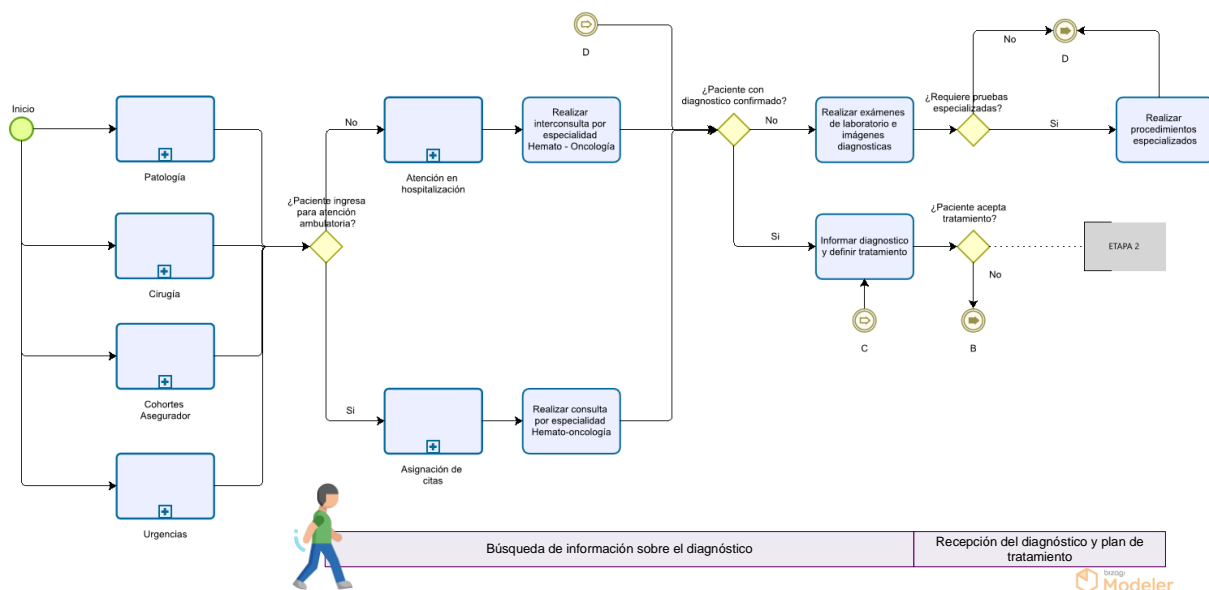 Inicio
Patología
Cirugía
Cohortes
Asegurador
Urgencias
¿Paciente ingresa
para atención
ambulatoria?
No
Si
Atención en
hospitalización
Asignación de
citas
Realizar
interconsulta por
especialidad
Hemato - Oncología
Realizar consulta
por especialidad
Hemato-oncología
D
¿Paciente con
diagnostico confirmado?
No
Si
Realizar exámenes
de laboratorio e
imágenes
diagnosticas
¿Requiere pruebas
especializadas?
No
Si
D
Realizar
procedimientos
especializados
Informar diagnostico
y definir tratamiento
C
¿Paciente acepta
tratamiento?
No
B
ETAPA 2
Búsqueda de información sobre el diagnóstico
Recepción del diagnóstico y plan de
tratamiento
bizagi
Modeler